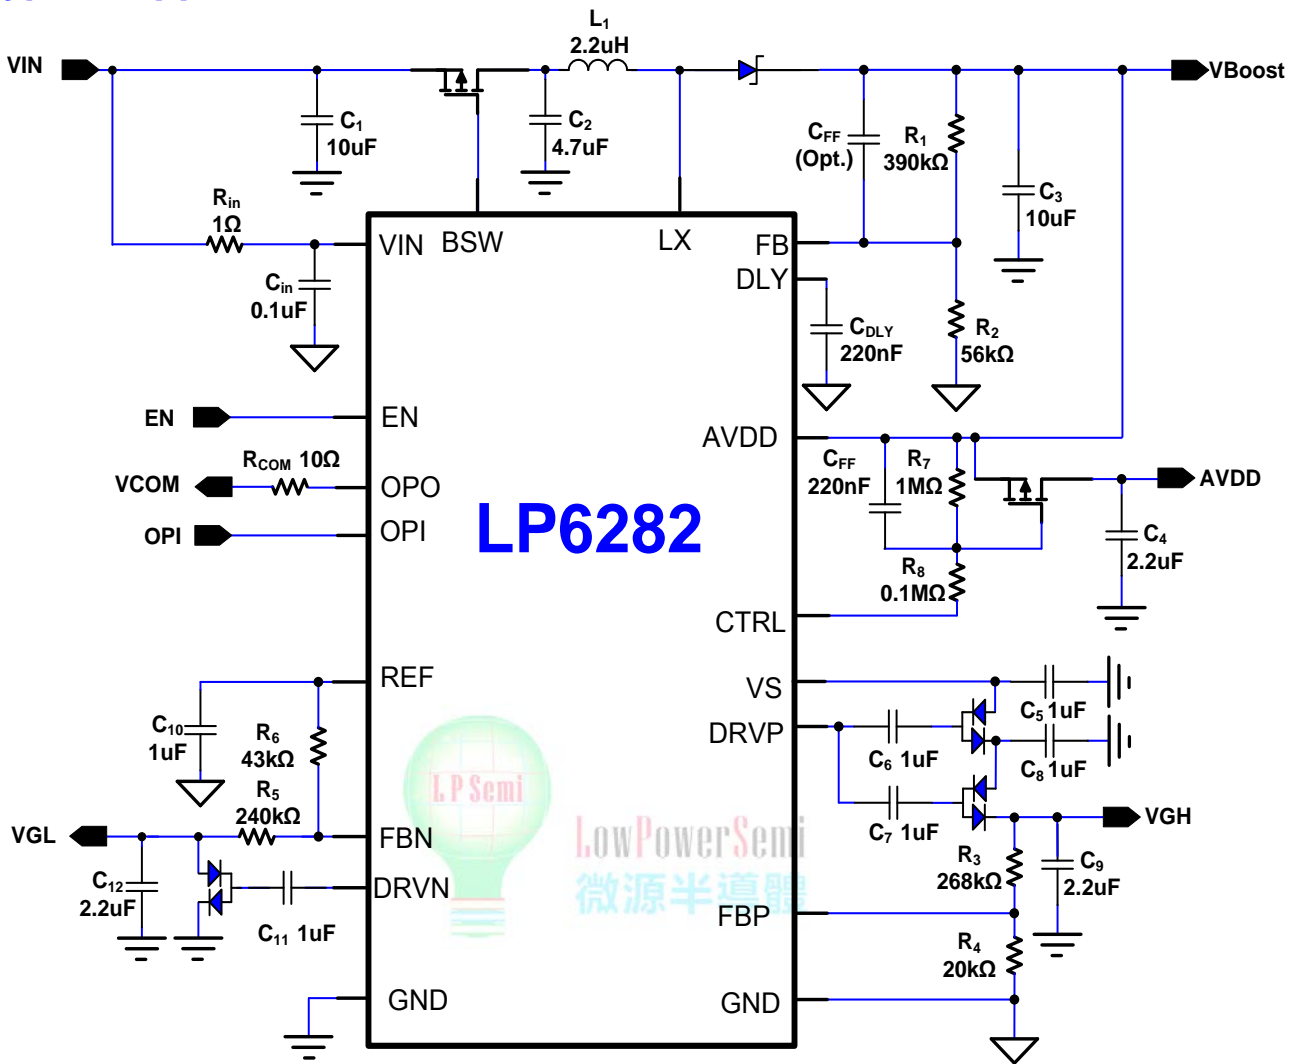 L1
2.2uH
VIN
VBoost
C1
10uF
C2
4.7uF
CFF
(Opt.)
R1
390kΩ
C3
10uF
Rin
1Ω
VIN
BSW
LX
FB
DLY
Cin
0.1uF
CDLY
220nF
R2
56kΩ
EN
EN
AVDD
RCOM 10Ω
VCOM
OPO
CFF
220nF
R7
1MΩ
AVDD
OPI
OPI
LP6282
C4
2.2uF
R8
0.1MΩ
CTRL
REF
VS
C5 1uF
C10
1uF
R6
43kΩ
DRVP
C6 1uF
C8 1uF
R5
240kΩ
L P Semi
VGL
FBN
LowPowerSemi
C7 1uF
VGH
R3
268kΩ
C9
2.2uF
C12
2.2uF
DRVN
微源半導體
C11 1uF
FBP
R4
20kΩ
GND
GND